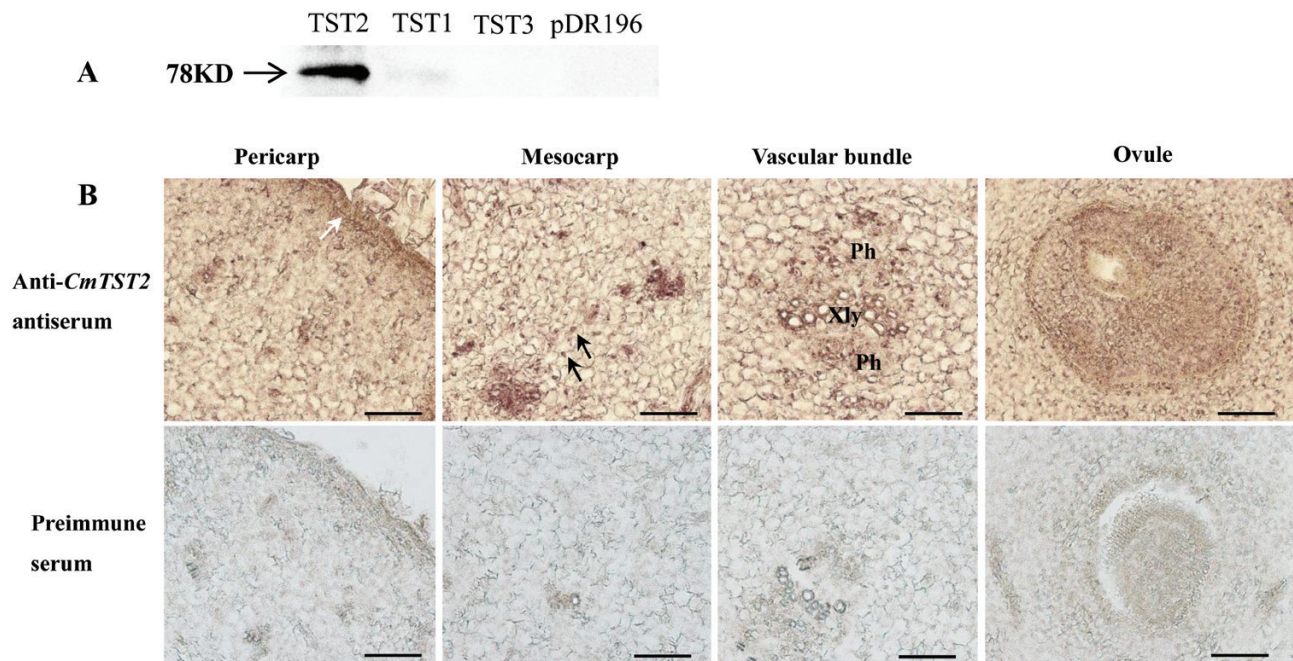 TST2 TST1 TST3 pDR196
A 78KD
Pericarp Mesocarp Vascular bundle Ovule
B
Anti-CmTST2
antiserum
Ph
Xly
Ph
Preimmune
serum